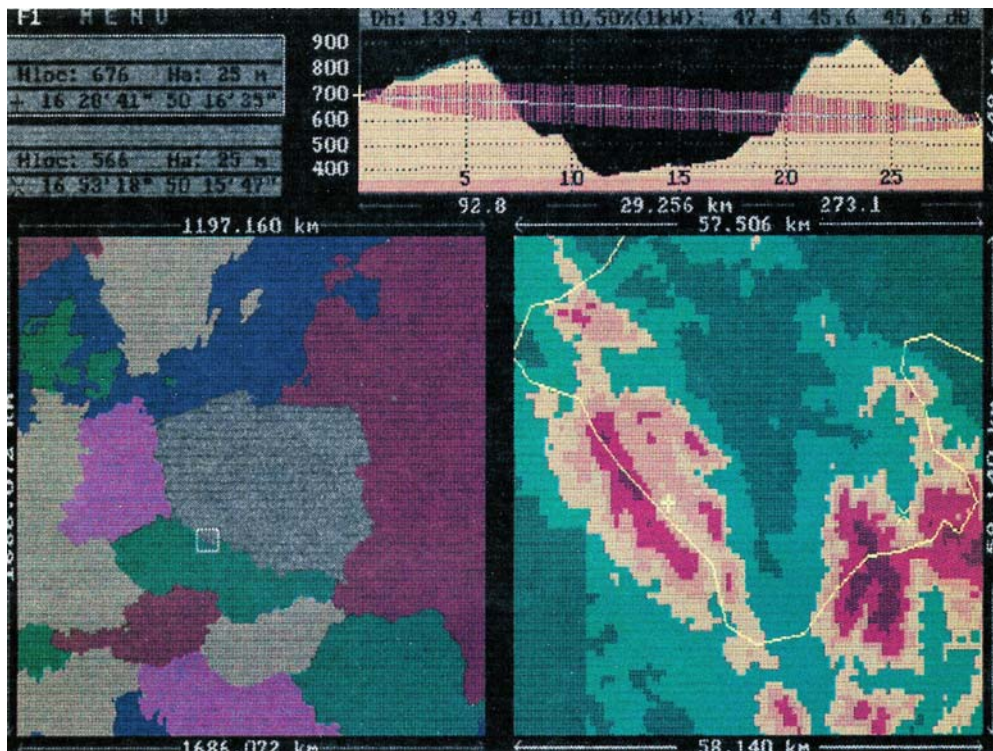 F1 MENU
Hloc: 676 Ha: 25 m
+ 16 28'41" 50 16'35"
Hloc: 566 Ha: 25 m
16 53'18" 50 15'47"
Dh: 139.4 F01,10,50%(1kW): 47.4 45.6 45.6 dB
900
800
700
600
500
400
5 10 15 20 25
92.8 29.256 km 273.1
1197.160 km
57.506 km
1686.072 km
58.140 km